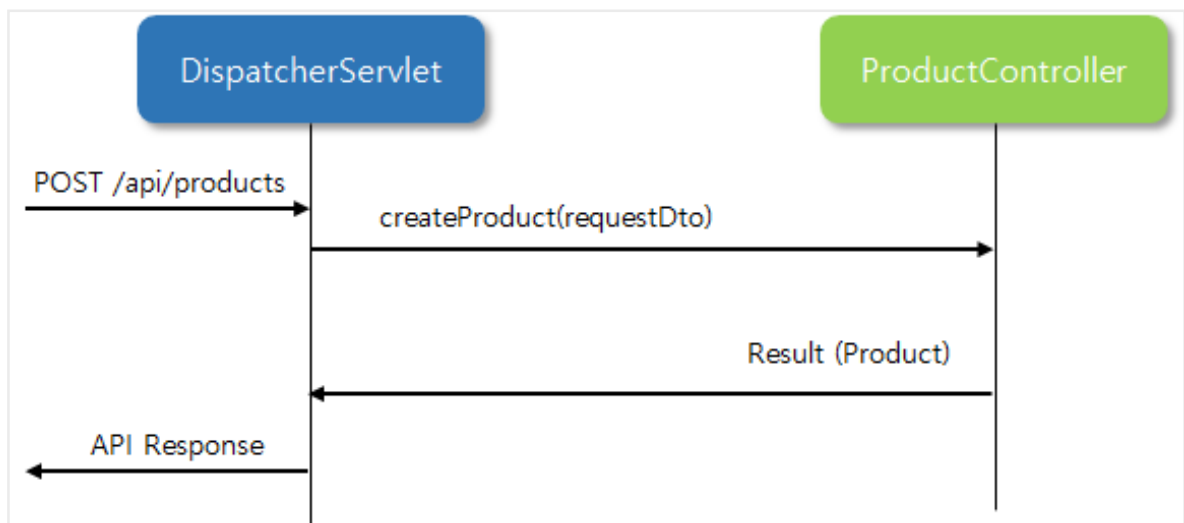 DispatcherServlet
ProductController
POST /api/products
createProduct(requestDto)
Result (Product)
API Response